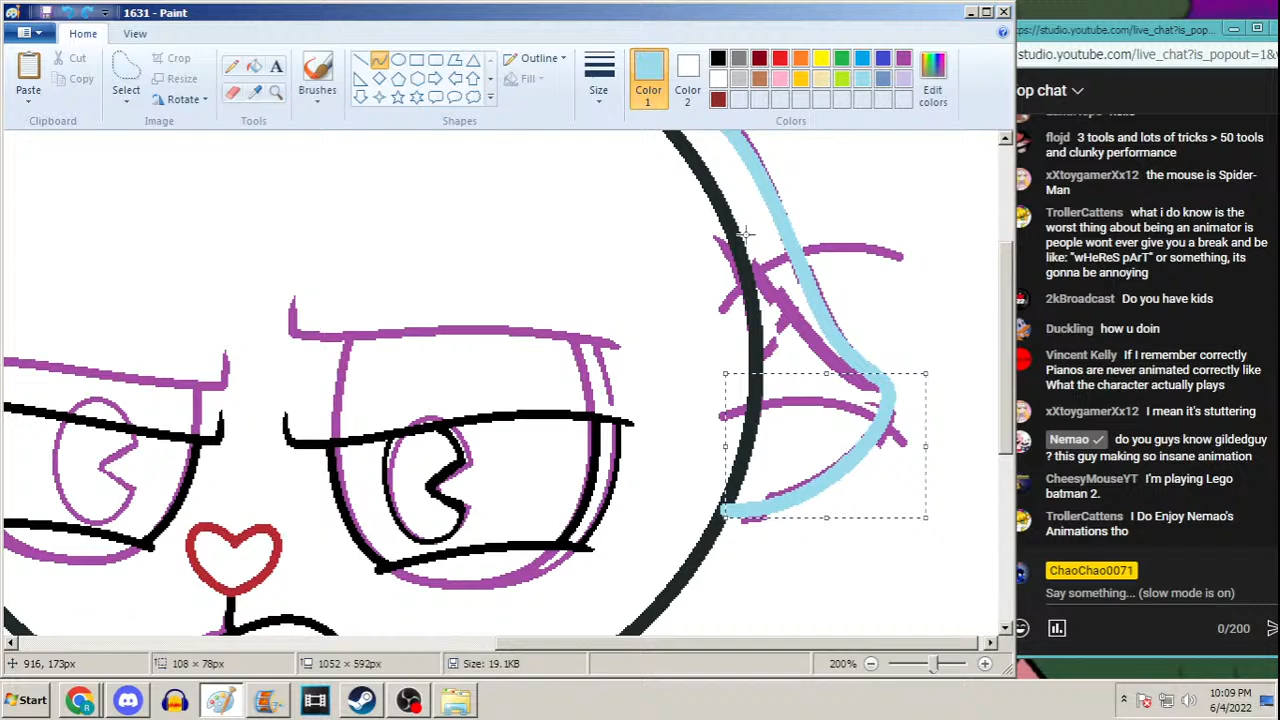 1631 - Paint
Home
View
Paste
Cut
Copy
Clipboard
Select
Crop
Resize
Rotate
Image
A
Tools
Brushes
Shapes
Outline
Fill
Size
Color
1
Color
2
Colors
Edit
colors
916, 173px
108 × 78px
1052 × 592px
Size: 19.1KB
200%
studio.youtube.com/live_chat?is_pop...
studio.youtube.com/live_chat?is_popout=1&
op chat
flojd 3 tools and lots of tricks > 50 tools
and clunky performance
xXtoygamerXx12 the mouse is Spider-
Man
TrollerCattens what i do know is the
worst thing about being an animator is
people wont ever give you a break and be
like: "wHeReS pArT" or something, its
gonna be annoying
2kBroadcast Do you have kids
Duckling how u doin
Vincent Kelly If I remember correctly
Pianos are never animated correctly like
What the character actually plays
xXtoygamerXx12 I mean it's stuttering
Nemao ✓ do you guys know gildedguy
? this guy making so insane animation
CheesyMouseYT I'm playing Lego
batman 2.
TrollerCattens I Do Enjoy Nemao's
Animations tho
ChaoChao0071
Say something... (slow mode is on)
0/200
Start
10:09 PM
6/4/2022